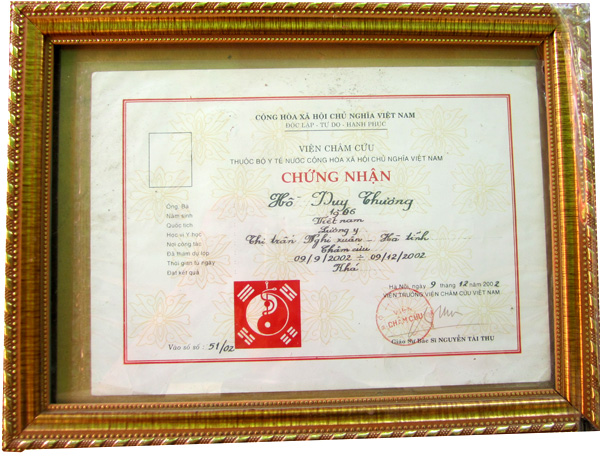 CỘNG HÒA XÃ HỘI CHỦ NGHĨA VIỆT NAM
ĐỘC LẬP - TỰ DO - HẠNH PHÚC
VIỆN CHÂM CỨU
THUỘC BỘ Y TẾ NƯỚC CỘNG HÒA XÃ HỘI CHỦ NGHĨA VIỆT NAM
CHỨNG NHẬN
Ông, Bà Hồ Duy Thương
Năm sinh 1966
Quốc tịch Việt nam
Học vị Y học Lương y
Nơi công tác Thị trấn Nghi xuân - Hà tĩnh
Đã tham dự lớp Châm cứu
Thời gian từ ngày 09/9/2002 ÷ 09/12/2002
Đạt kết quả Khá
Hà Nội, ngày 9 tháng 12 năm 2002
VIỆN TRƯỞNG VIỆN CHÂM CỨU VIỆT NAM
VIỆN
CHÂM CỨU
Vào sổ số : 51/02
Giáo sư Bác sĩ NGUYỄN TÀI THU